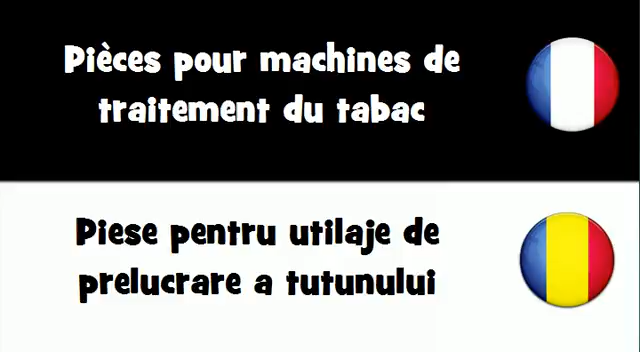 Pièces pour machines de
traitement du tabac
Piese pentru utilaje de
prelucrare a tutunului